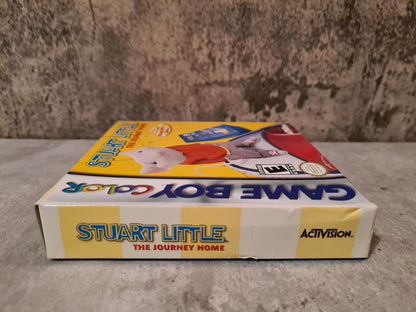 STUART LITTLE
THE JOURNEY HOME
E
GAME BOY COLOR
STUART LITTLE
THE JOURNEY HOME
ACTIVISION.